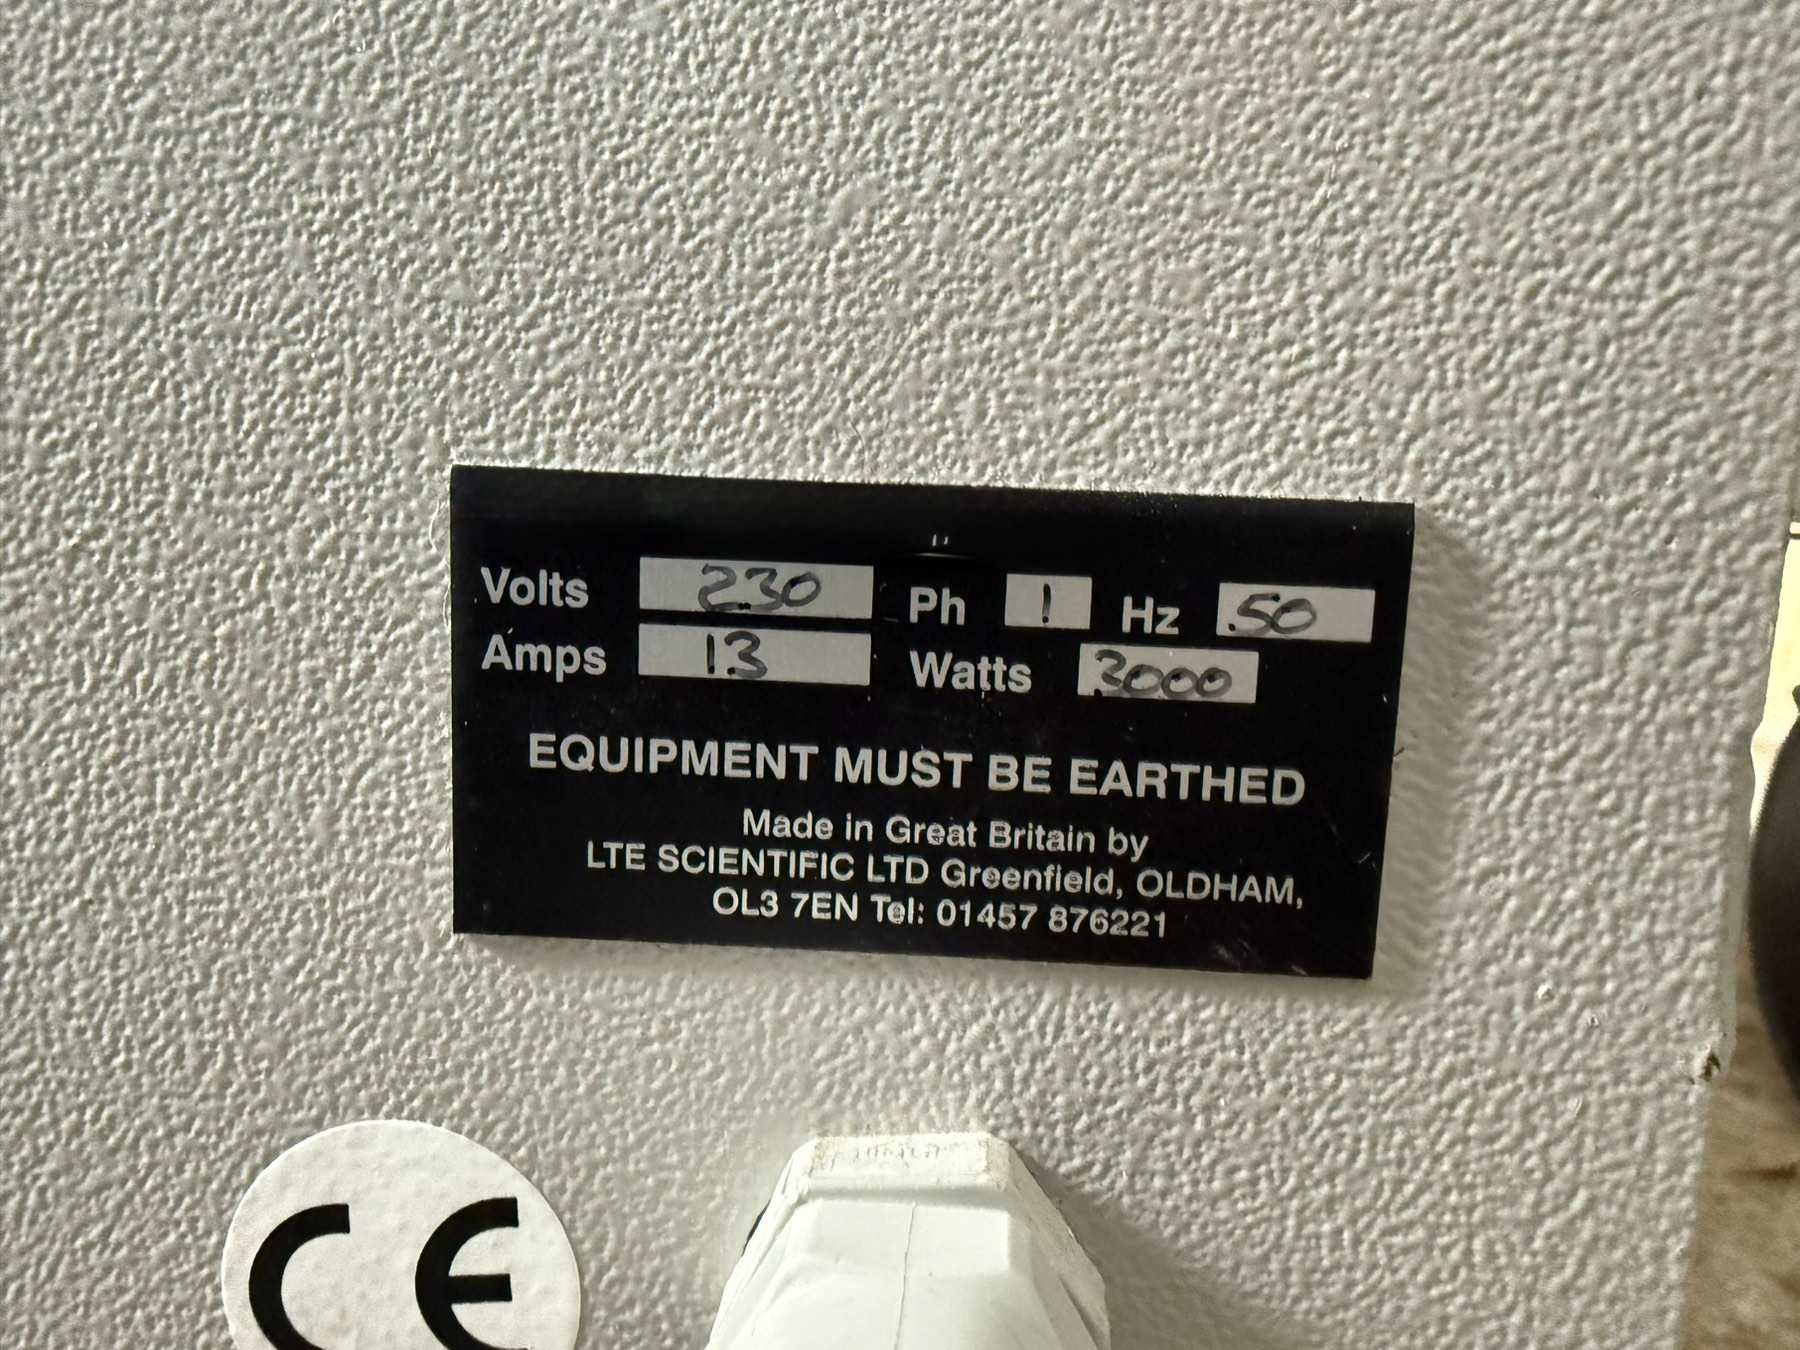 Volts 230 Ph 1 Hz 50
Amps 13 Watts 3000
EQUIPMENT MUST BE EARTHED
Made in Great Britain by
LTE SCIENTIFIC LTD Greenfield, OLDHAM,
OL3 7EN Tel: 01457 876221
CE